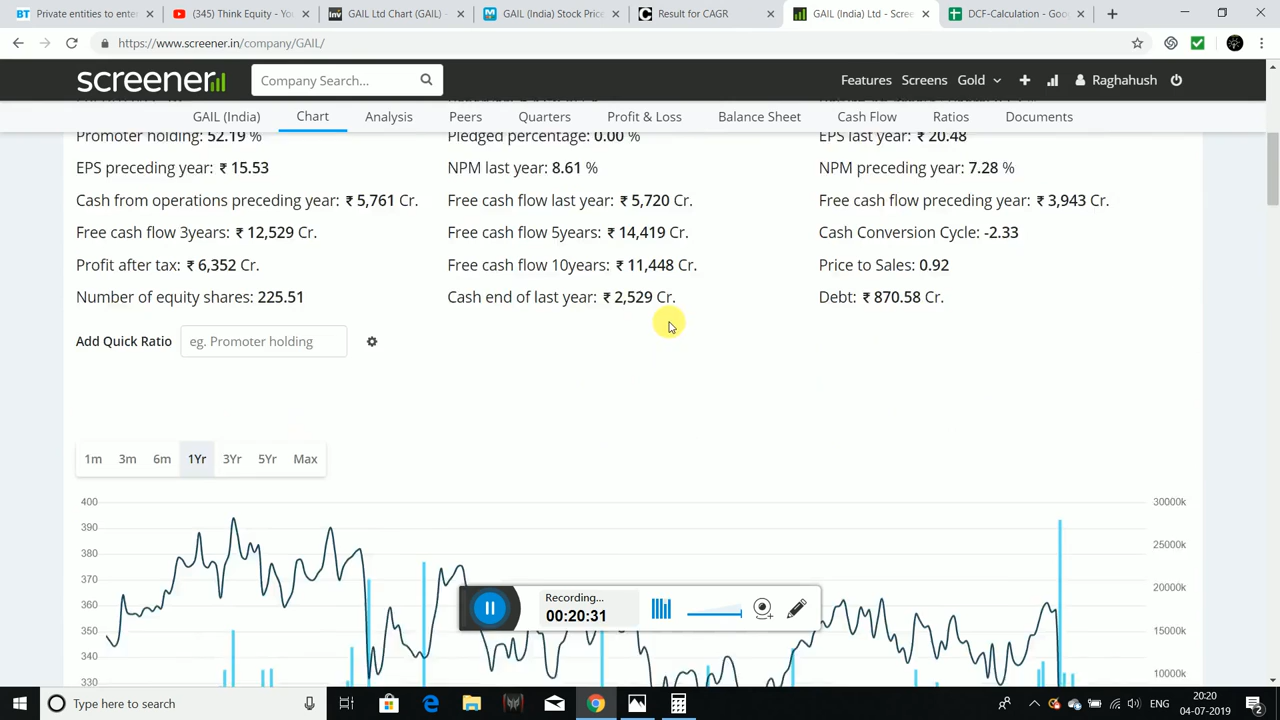 Private entities to enter
(345) Think Equity - Yo
GAIL Ltd Chart (GAIL) -
GAIL (India) Stock Price
Result for CAGR
GAIL (India) Ltd - Scree
DCF-Calculation - Goo
https://www.screener.in/company/GAIL/
screener
Company Search...
Features
Screens
Gold
Raghahush
GAIL (India)
Chart
Analysis
Peers
Quarters
Profit & Loss
Balance Sheet
Cash Flow
Ratios
Documents
Promoter holding: 52.19 %
Pledged percentage: 0.00 %
EPS last year: ₹ 20.48
EPS preceding year: ₹ 15.53
NPM last year: 8.61 %
NPM preceding year: 7.28 %
Cash from operations preceding year: ₹ 5,761 Cr.
Free cash flow last year: ₹ 5,720 Cr.
Free cash flow preceding year: ₹ 3,943 Cr.
Free cash flow 3years: ₹ 12,529 Cr.
Free cash flow 5years: ₹ 14,419 Cr.
Cash Conversion Cycle: -2.33
Profit after tax: ₹ 6,352 Cr.
Free cash flow 10years: ₹ 11,448 Cr.
Price to Sales: 0.92
Number of equity shares: 225.51
Cash end of last year: ₹ 2,529 Cr.
Debt: ₹ 870.58 Cr.
Add Quick Ratio
eg. Promoter holding
1m
3m
6m
1Yr
3Yr
5Yr
Max
400
390
380
370
360
350
340
330
30000k
25000k
20000k
15000k
10000k
Recording...
00:20:31
Type here to search
ENG
20:20
04-07-2019
2